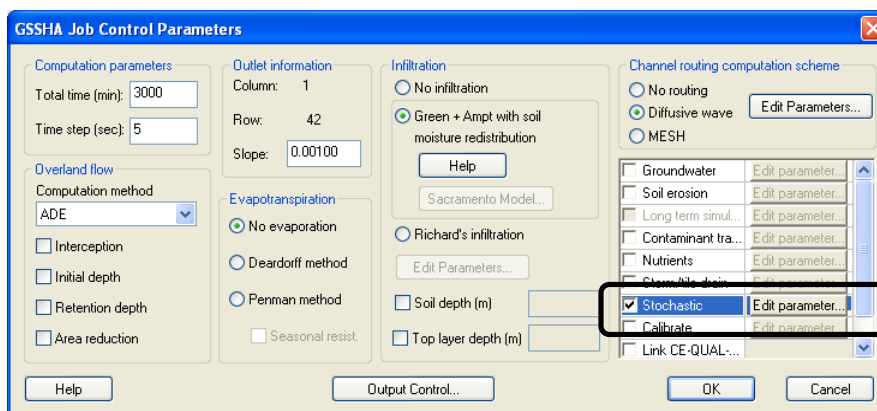 GSSHA Job Control Parameters
Computation parameters
Total time (min): 3000
Time step (sec): 5
Overland flow
Computation method
ADE
Interception
Initial depth
Retention depth
Area reduction
Outlet information
Column: 1
Row: 42
Slope: 0.00100
Evapotranspiration
No evaporation
Deardorff method
Penman method
Seasonal resist.
Infiltration
No infiltration
Green + Ampt with soil
moisture redistribution
Help
Sacramento Model...
Richard's infiltration
Edit Parameters...
Soil depth (m)
Top layer depth (m)
Channel routing computation scheme
No routing
Diffusive wave
MESH
Edit Parameters...
Groundwater Edit parameter...
Soil erosion Edit parameter...
Long term simul... Edit parameter...
Contaminant tra... Edit parameter...
Nutrients Edit parameter...
Storm/tile drain Edit parameter...
Stochastic Edit parameter...
Calibrate Edit parameter...
Link CE-QUAL-...
Help
Output Control...
OK
Cancel